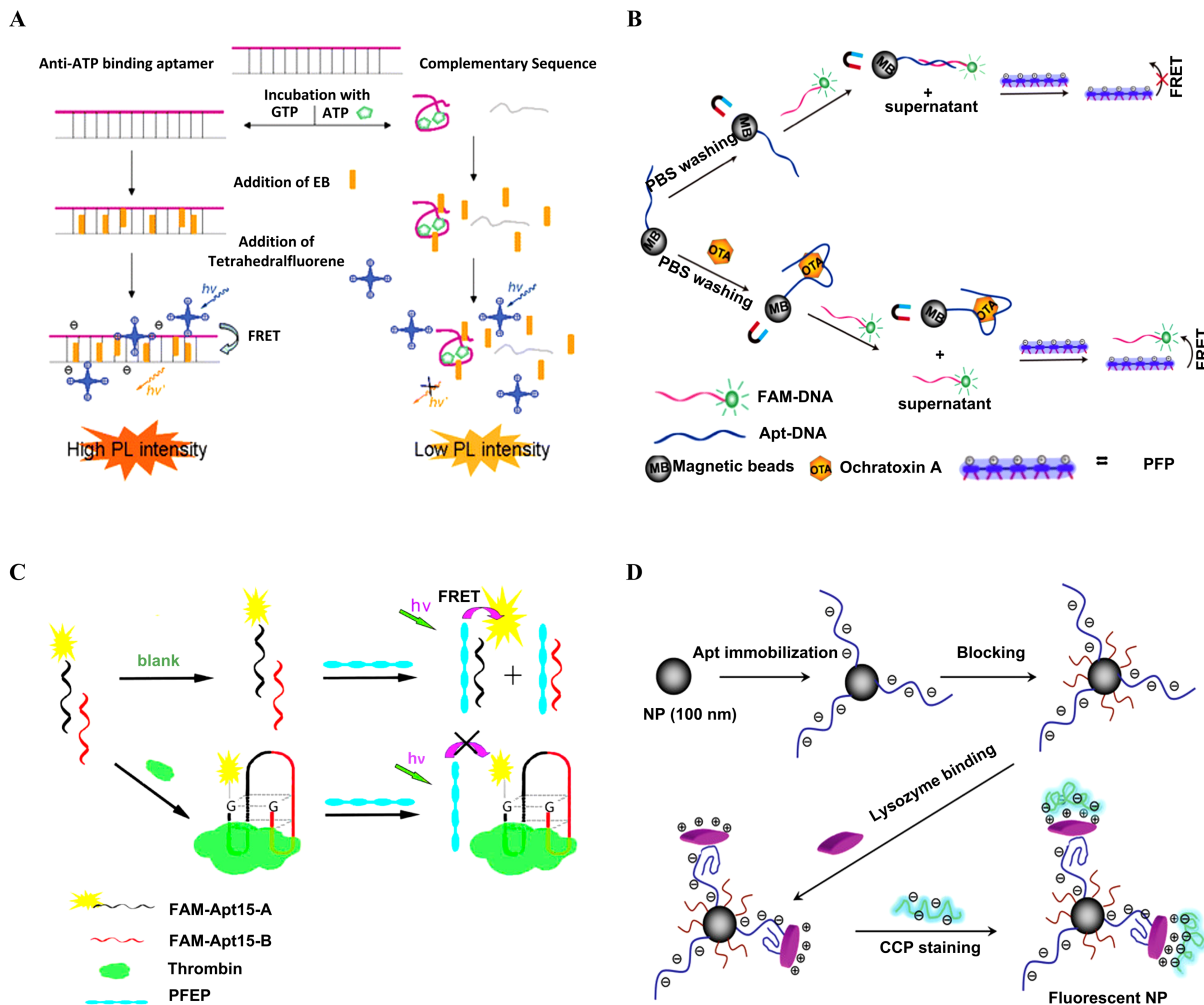 A
Anti-ATP binding aptamer
Complementary Sequence
Incubation with
GTP
ATP
Addition of EB
Addition of
Tetrahedralfluorene
hν
hν
FRET
hν'
hν'
High PL intensity
Low PL intensity
B
MB
+
supernatant
FRET
MB
PBS washing
MB
PBS washing
OTA
OTA
MB
MB
OTA
+
supernatant
FRET
FAM-DNA
Apt-DNA
MB Magnetic beads
OTA Ochratoxin A
= PFP
C
blank
hν
FRET
+
G
G
hν
G
G
FAM-Apt15-A
FAM-Apt15-B
Thrombin
PFEP
D
Apt immobilization
Blocking
NP (100 nm)
Lysozyme binding
CCP staining
Fluorescent NP